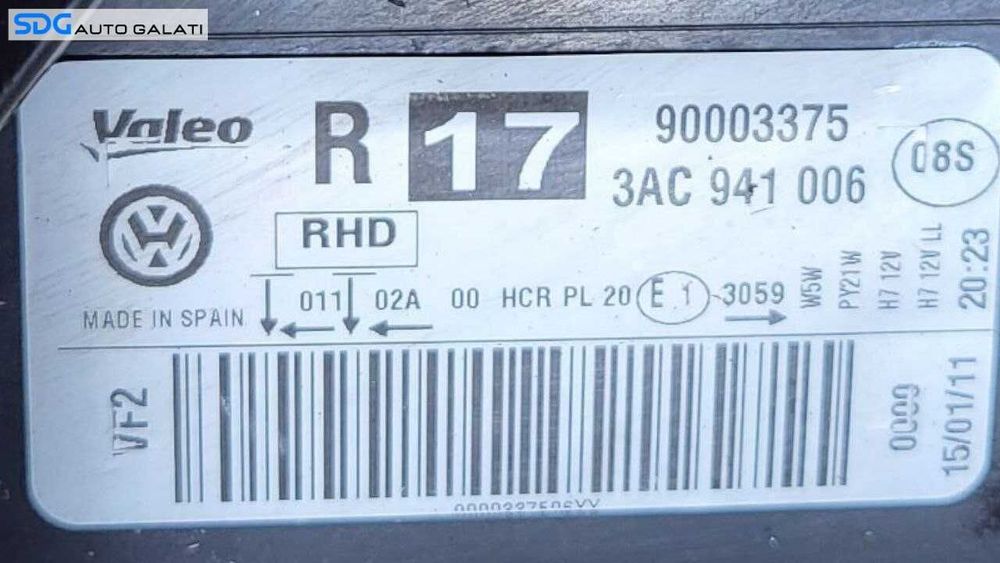 SDG AUTO GALATI
Valeo R 17 90003375
3AC 941 006 08S
RHD
MADE IN SPAIN
011 02A 00 HCR PL 20 E 1 3059
W5W
PY21W
H7 12V
H7 12V LL
20:23
VF2
0009
15/01/11